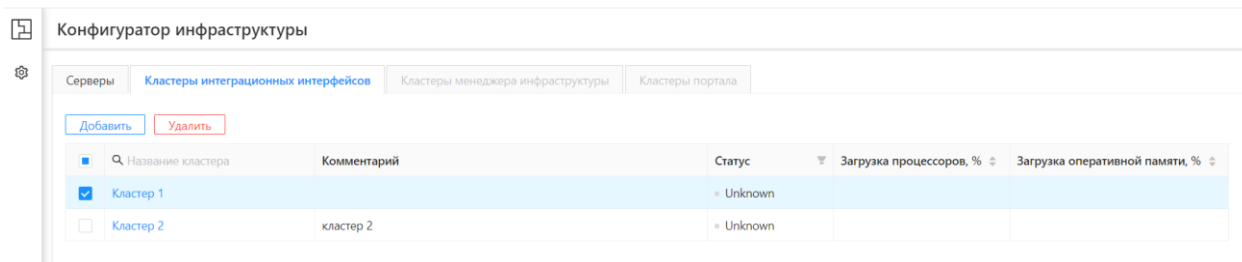 Конфигуратор инфраструктуры
Серверы Кластеры интеграционных интерфейсов Кластеры менеджера инфраструктуры Кластеры портала
Добавить Удалить
Название кластера Комментарий Статус Загрузка процессоров, % Загрузка оперативной памяти, %
Кластер 1 Unknown
Кластер 2 кластер 2 Unknown